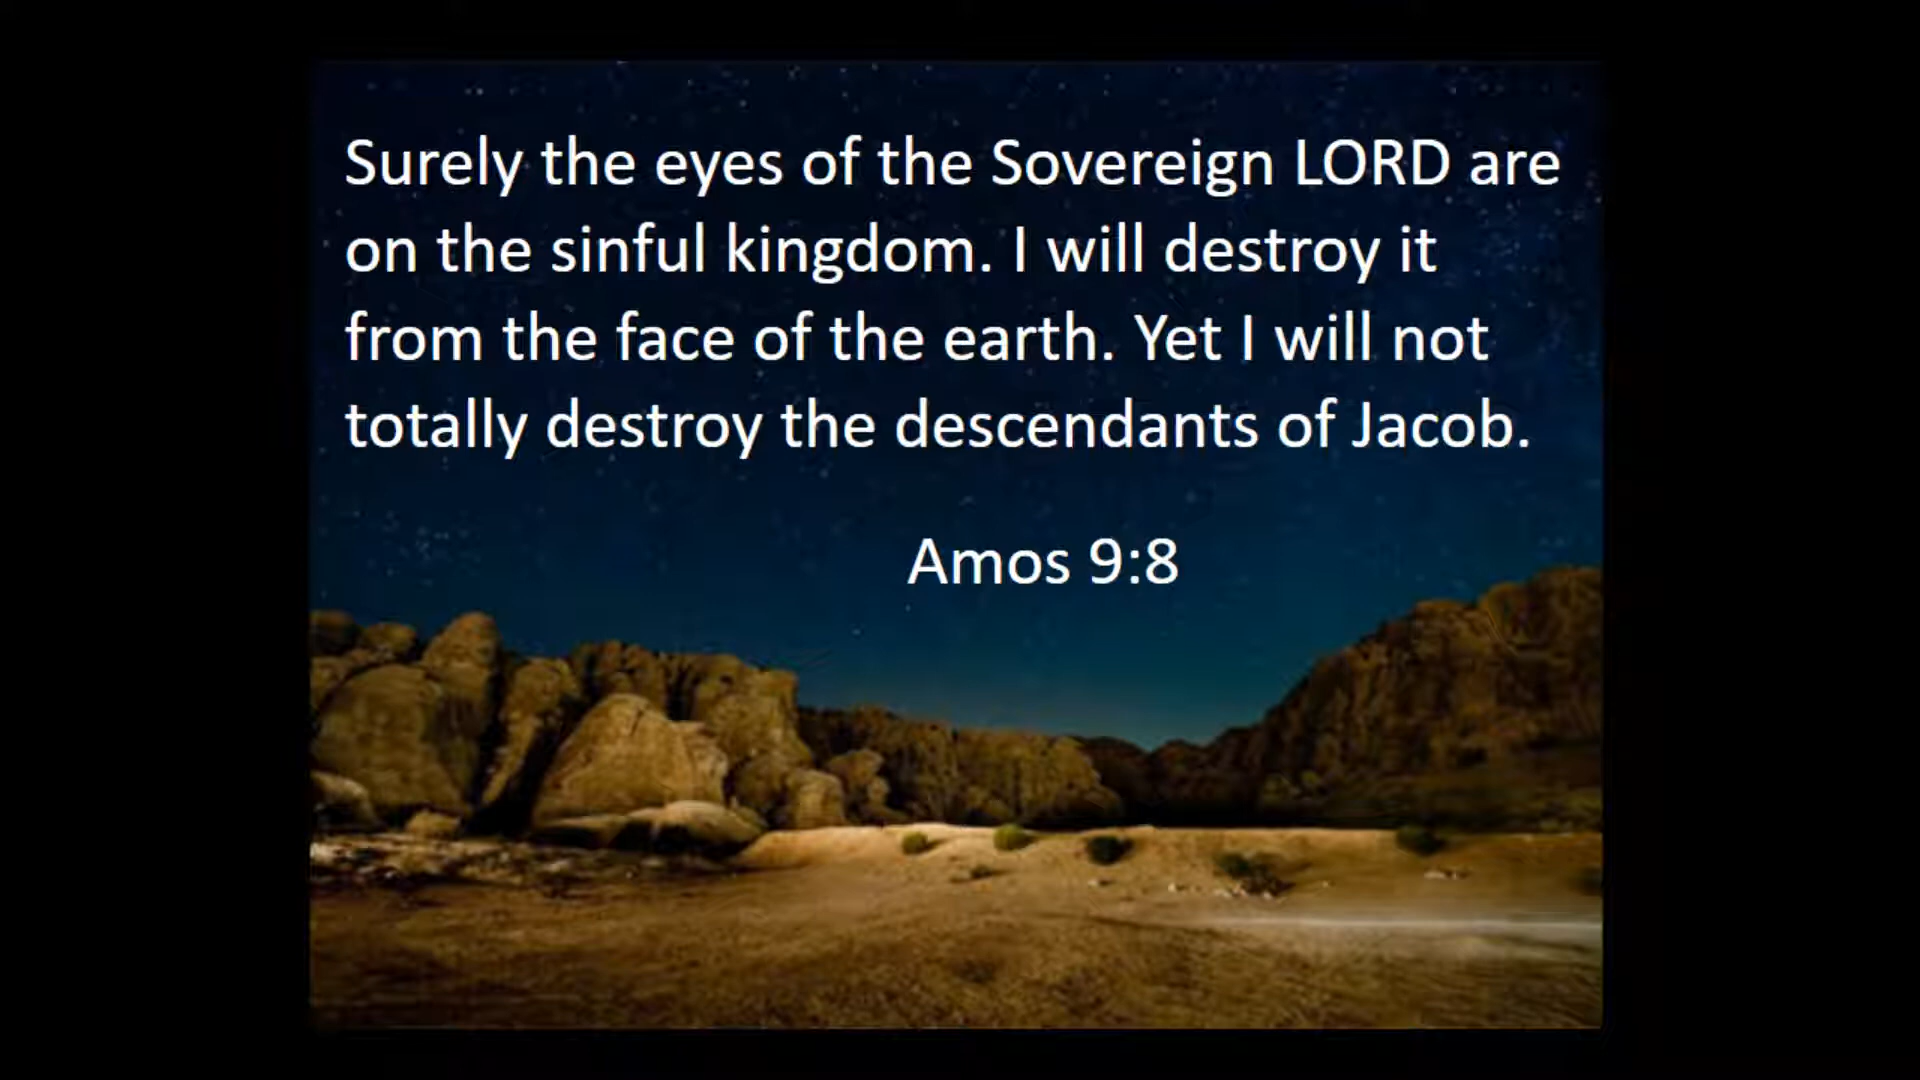 Surely the eyes of the Sovereign LORD are
on the sinful kingdom. I will destroy it
from the face of the earth. Yet I will not
totally destroy the descendants of Jacob.
Amos 9:8